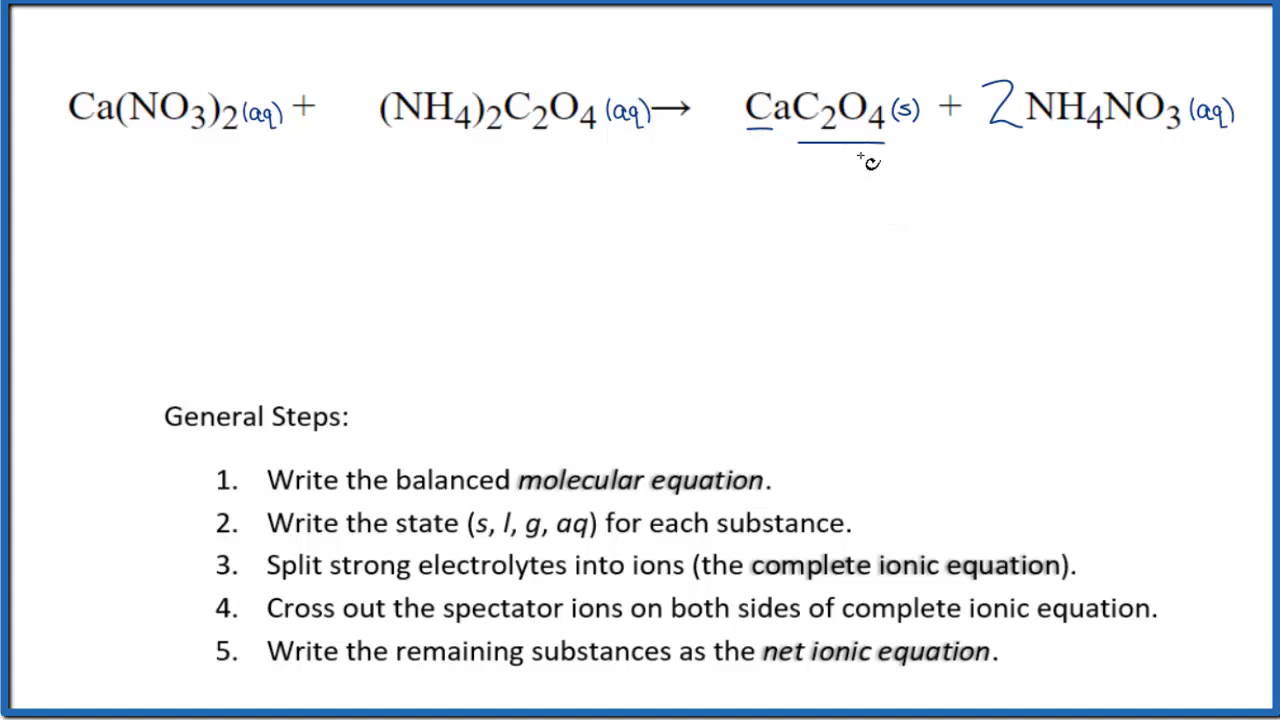 Ca(NO₃)₂(aq) + (NH₄)₂C₂O₄(aq) → CaC₂O₄(s) + 2NH₄NO₃(aq)
General Steps:
1. Write the balanced molecular equation.
2. Write the state (s, l, g, aq) for each substance.
3. Split strong electrolytes into ions (the complete ionic equation).
4. Cross out the spectator ions on both sides of complete ionic equation.
5. Write the remaining substances as the net ionic equation.